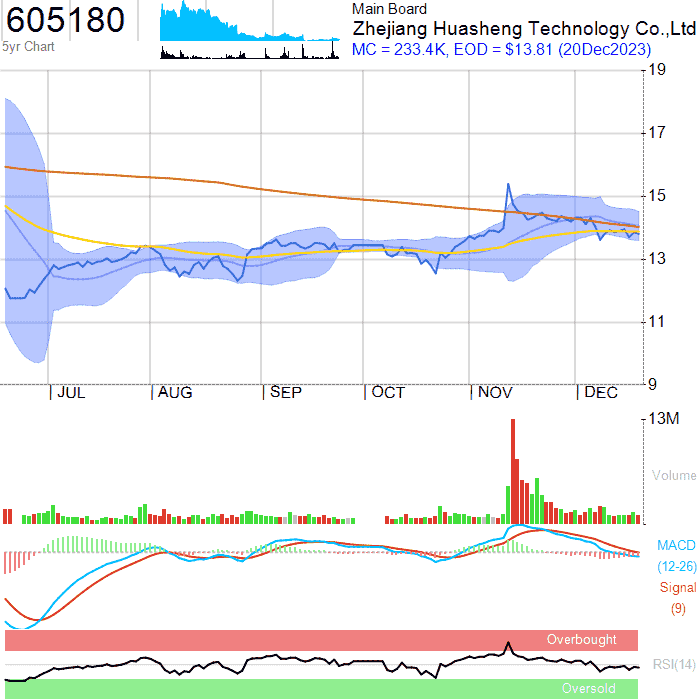 605180
5yr Chart
Main Board
Zhejiang Huasheng Technology Co.,Ltd
MC = 233.4K, EOD = $13.81 (20Dec2023)
19
17
15
13
11
9
JUL
AUG
SEP
OCT
NOV
DEC
13M
Volume
MACD
(12-26)
Signal
(9)
Overbought
RSI(14)
Oversold